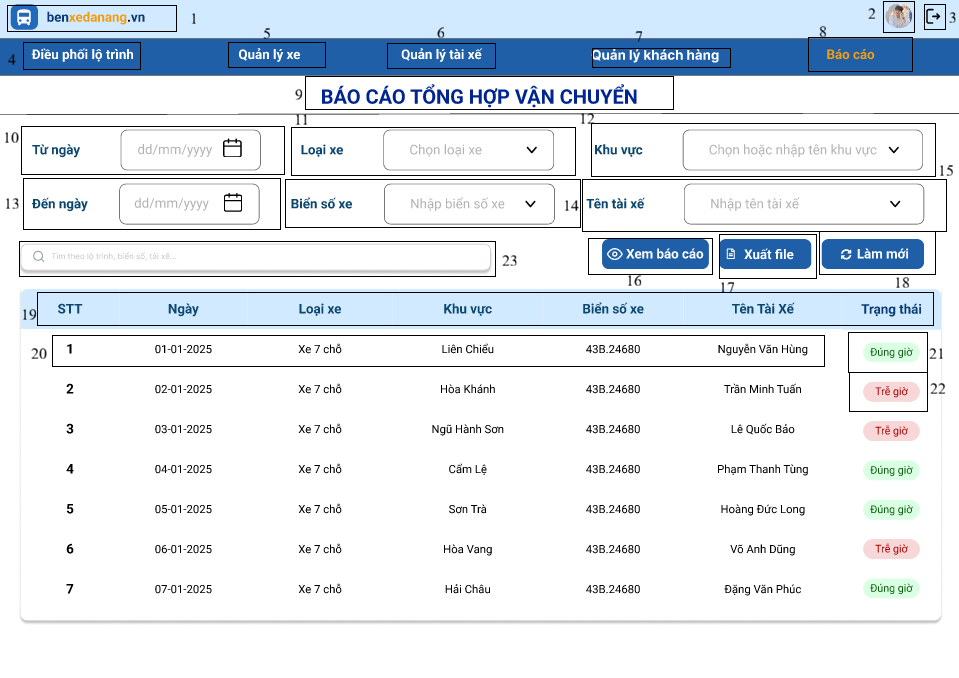 benxedanang.vn 1 2 3
4 Điều phối lộ trình 5 Quản lý xe 6 Quản lý tài xế 7 Quản lý khách hàng 8 Báo cáo
9 BÁO CÁO TỔNG HỢP VẬN CHUYỂN
10 Từ ngày dd/mm/yyyy 11 Loại xe Chọn loại xe 12 Khu vực Chọn hoặc nhập tên khu vực
13 Đến ngày dd/mm/yyyy Biển số xe Nhập biển số xe 14 Tên tài xế Nhập tên tài xế 15
Tìm theo lộ trình, biển số, tài xế... 23 Xem báo cáo Xuất file Làm mới
16 17 18
19 STT Ngày Loại xe Khu vực Biển số xe Tên Tài Xế Trạng thái
20 1 01-01-2025 Xe 7 chỗ Liên Chiểu 43B.24680 Nguyễn Văn Hùng Đúng giờ 21
2 02-01-2025 Xe 7 chỗ Hòa Khánh 43B.24680 Trần Minh Tuấn Trễ giờ 22
3 03-01-2025 Xe 7 chỗ Ngũ Hành Sơn 43B.24680 Lê Quốc Bảo Trễ giờ
4 04-01-2025 Xe 7 chỗ Cẩm Lệ 43B.24680 Phạm Thanh Tùng Đúng giờ
5 05-01-2025 Xe 7 chỗ Sơn Trà 43B.24680 Hoàng Đức Long Đúng giờ
6 06-01-2025 Xe 7 chỗ Hòa Vang 43B.24680 Võ Anh Dũng Trễ giờ
7 07-01-2025 Xe 7 chỗ Hải Châu 43B.24680 Đặng Văn Phúc Đúng giờ